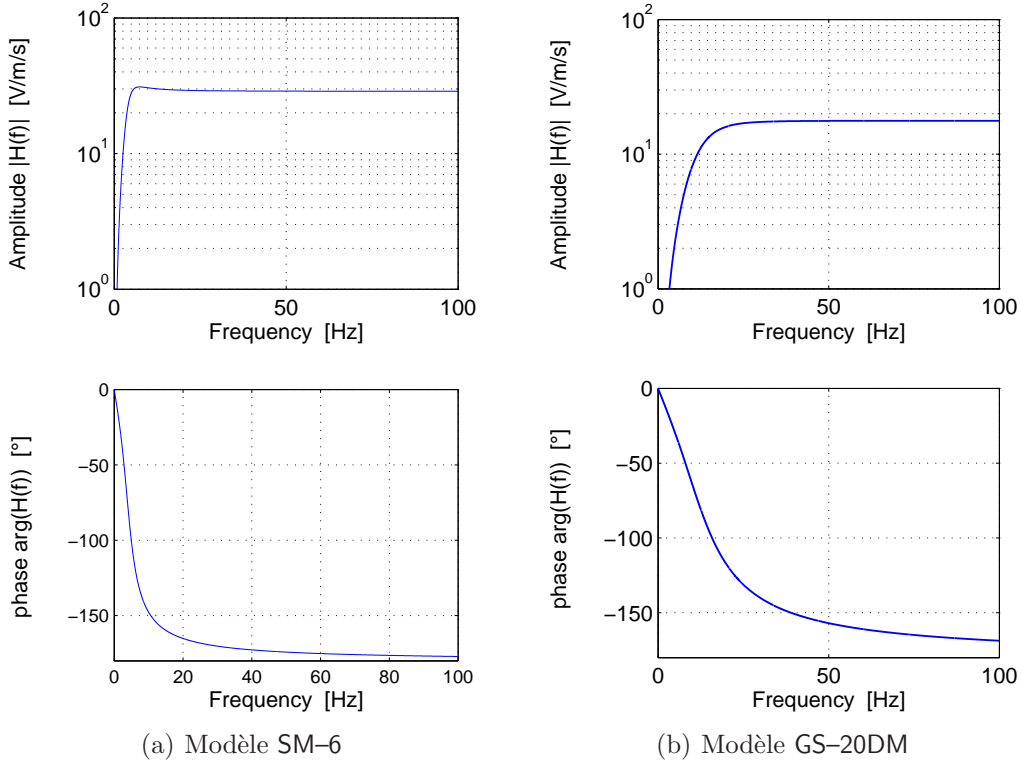 10²
10¹
10⁰
Amplitude |H(f)| [V/m/s]
0
50
100
Frequency [Hz]
10²
10¹
10⁰
Amplitude |H(f)| [V/m/s]
0
50
100
Frequency [Hz]
0
−50
−100
−150
phase arg(H(f)) [°]
0
20
40
60
80
100
Frequency [Hz]
0
−50
−100
−150
phase arg(H(f)) [°]
0
50
100
Frequency [Hz]
(a) Modèle SM–6
(b) Modèle GS–20DM